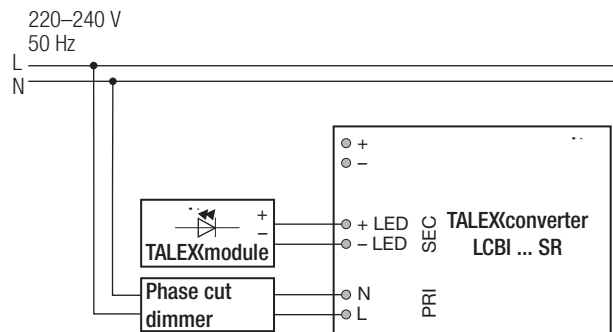 220–240 V
50 Hz
L
N
+
–
+
–
TALEXmodule
+ LED
– LED
SEC
TALEXconverter
LCBI ... SR
Phase cut
dimmer
N
L
PRI